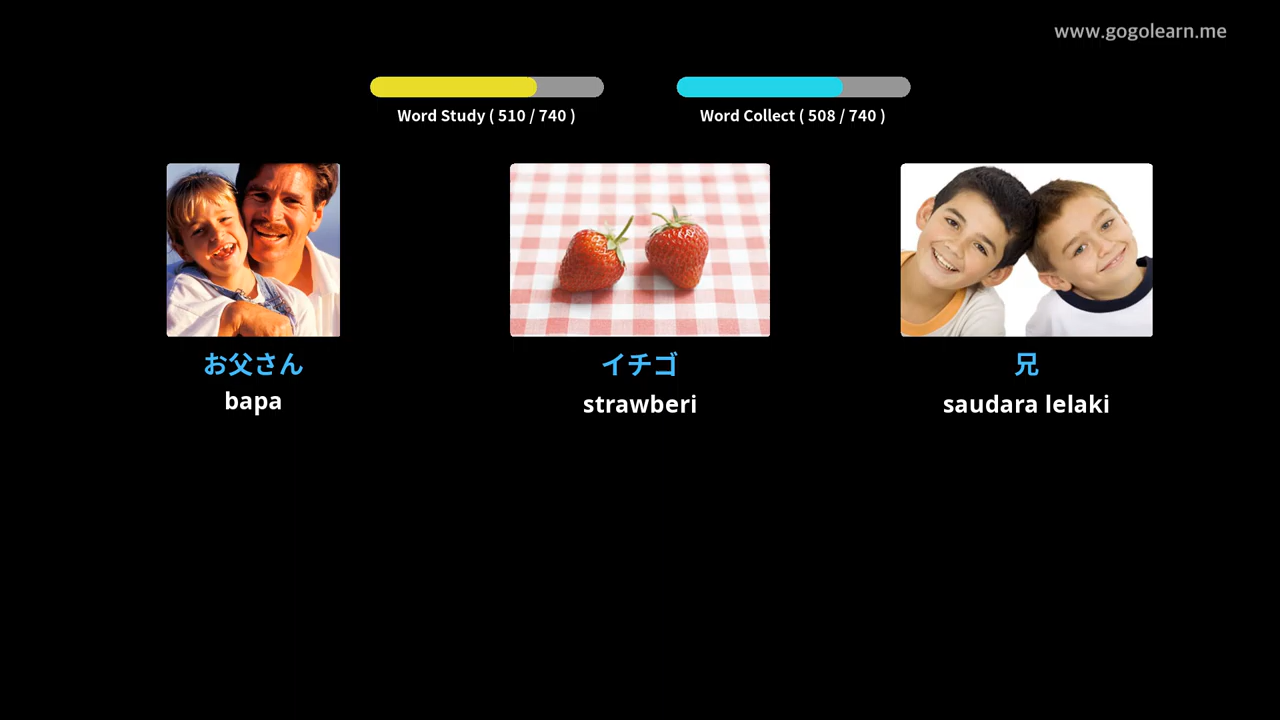 www.gogolearn.me
Word Study ( 510 / 740 )
Word Collect ( 508 / 740 )
お父さん
bapa
イチゴ
strawberi
兄
saudara lelaki